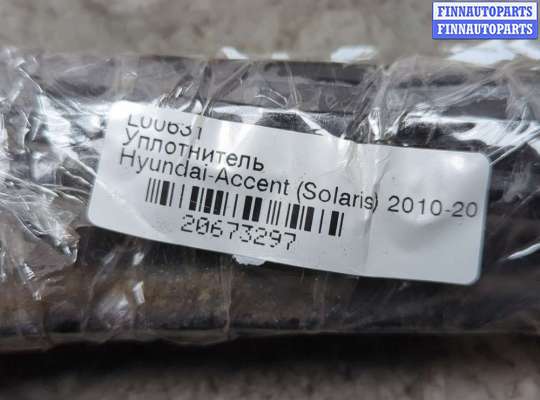 FINNAUTOPARTS
FINNAUTOPARTS
L00631
Уплотнитель
Hyundai-Accent (Solaris) 2010-20
20673297